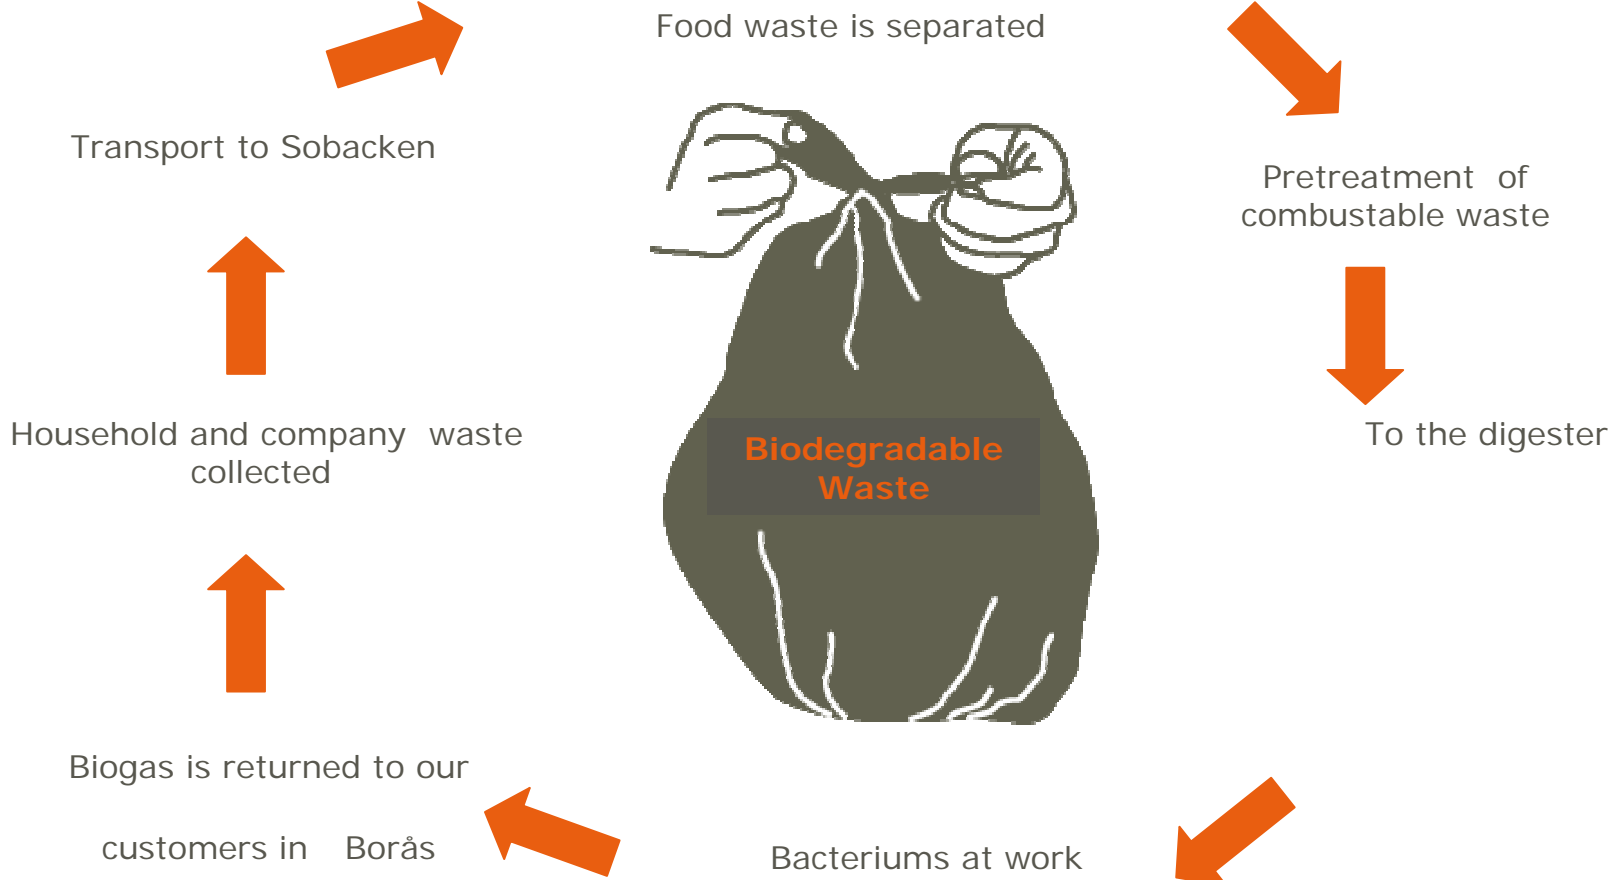 Food waste is separated
Transport to Sobacken
Pretreatment of
combustable waste
Household and company waste
collected
Biodegradable
Waste
To the digester
Biogas is returned to our
customers in Borås
Bacteriums at work